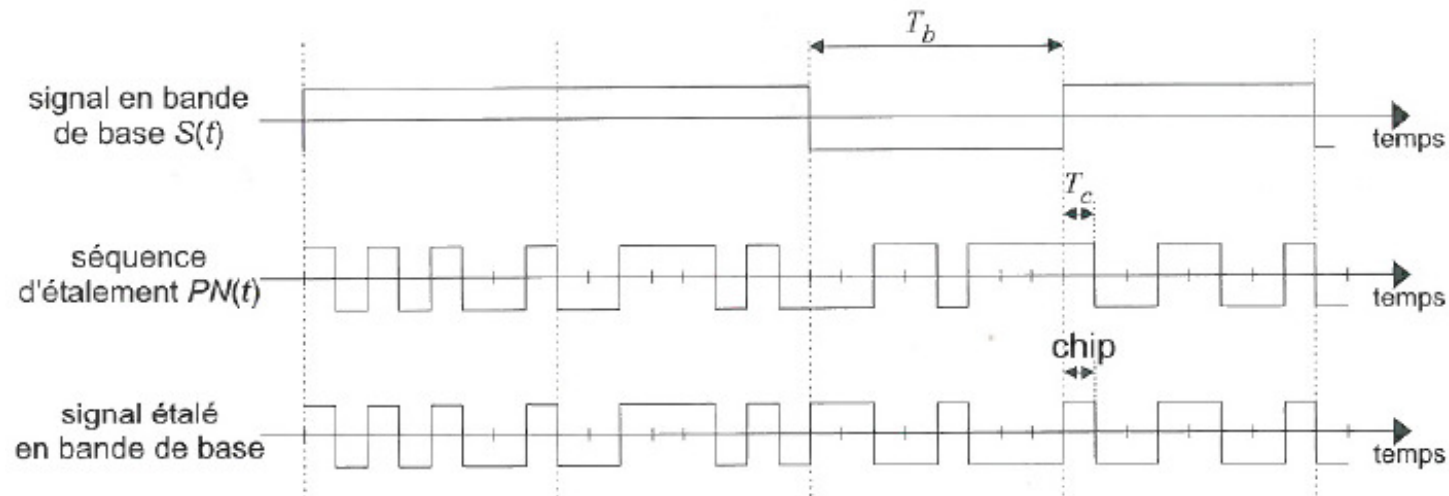 T_b
signal en bande
de base S(t)
temps
T_c
séquence
d'étalement PN(t)
temps
chip
signal étalé
en bande de base
temps